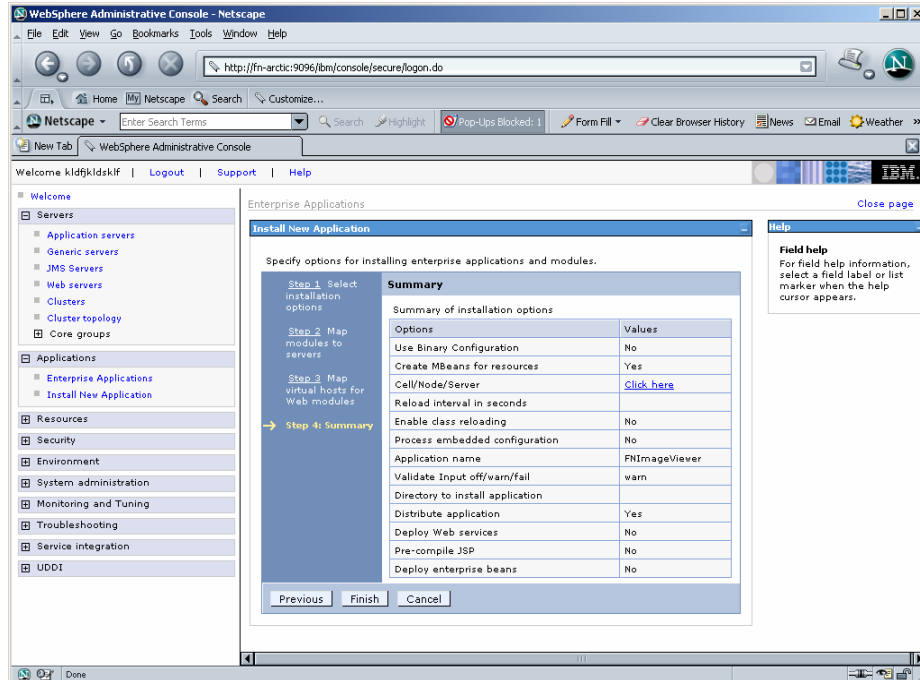 WebSphere Administrative Console - Netscape
File Edit View Go Bookmarks Tools Window Help
http://fn-arctic:9096/ibm/console/secure/logon.do
Home My Netscape Search Customize...
Netscape Enter Search Terms Search Highlight Pop-Ups Blocked: 1 Form Fill Clear Browser History News Email Weather »
New Tab WebSphere Administrative Console
Welcome kldfjkldsklf | Logout | Support | Help IBM.
Welcome
Servers
Application servers
Generic servers
JMS Servers
Web servers
Clusters
Cluster topology
Core groups
Applications
Enterprise Applications
Install New Application
Resources
Security
Environment
System administration
Monitoring and Tuning
Troubleshooting
Service integration
UDDI
Enterprise Applications Close page
Install New Application
Specify options for installing enterprise applications and modules.
Step 1 Select
installation
options
Step 2 Map
modules to
servers
Step 3 Map
virtual hosts for
Web modules
Step 4: Summary
Summary
Summary of installation options
Options Values
Use Binary Configuration No
Create MBeans for resources Yes
Cell/Node/Server Click here
Reload interval in seconds
Enable class reloading No
Process embedded configuration No
Application name FNImageViewer
Validate Input off/warn/fail warn
Directory to install application
Distribute application Yes
Deploy Web services No
Pre-compile JSP No
Deploy enterprise beans No
Previous Finish Cancel
Help
Field help
For field help information,
select a field label or list
marker when the help
cursor appears.
Done